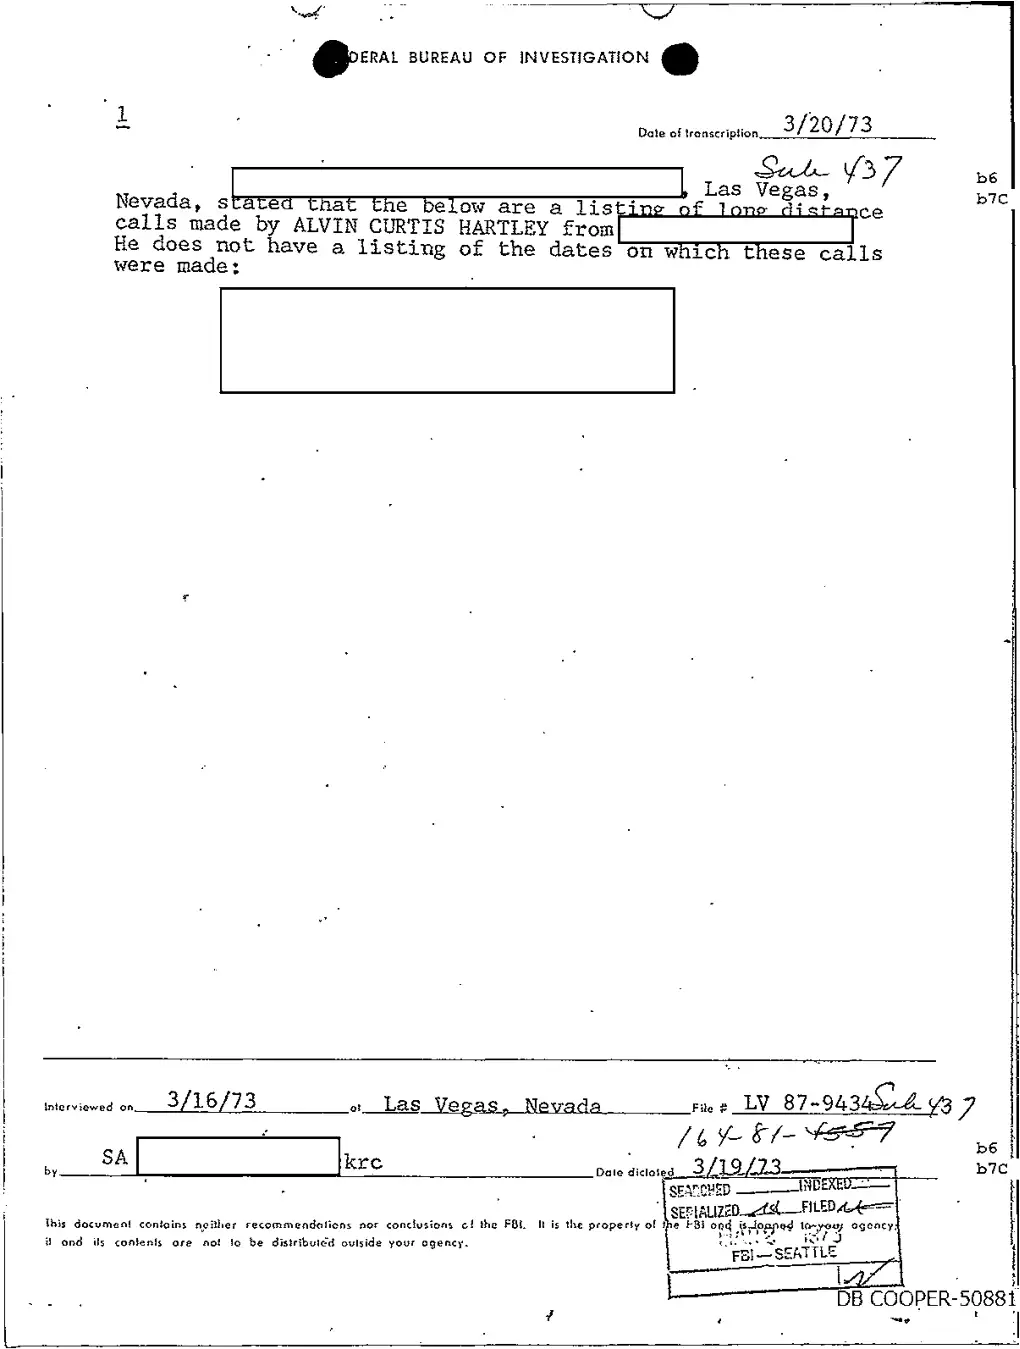 FEDERAL BUREAU OF INVESTIGATION
1
Date of transcription 3/20/73
Sub 437
b6
b7C
, Las Vegas,
Nevada, stated that the below are a listing of long distance
calls made by ALVIN CURTIS HARTLEY from
He does not have a listing of the dates on which these calls
were made:
Interviewed on 3/16/73 at Las Vegas, Nevada File # LV 87-9434 Sub 437
164-81-4557
by SA krc Date dictated 3/19/73
b6
b7C
SEARCHED INDEXED
SERIALIZED FILED
This document contains neither recommendations nor conclusions of the FBI. It is the property of the FBI and is loaned to your agency;
it and its contents are not to be distributed outside your agency.
1973
FBI—SEATTLE
DB COOPER-50881